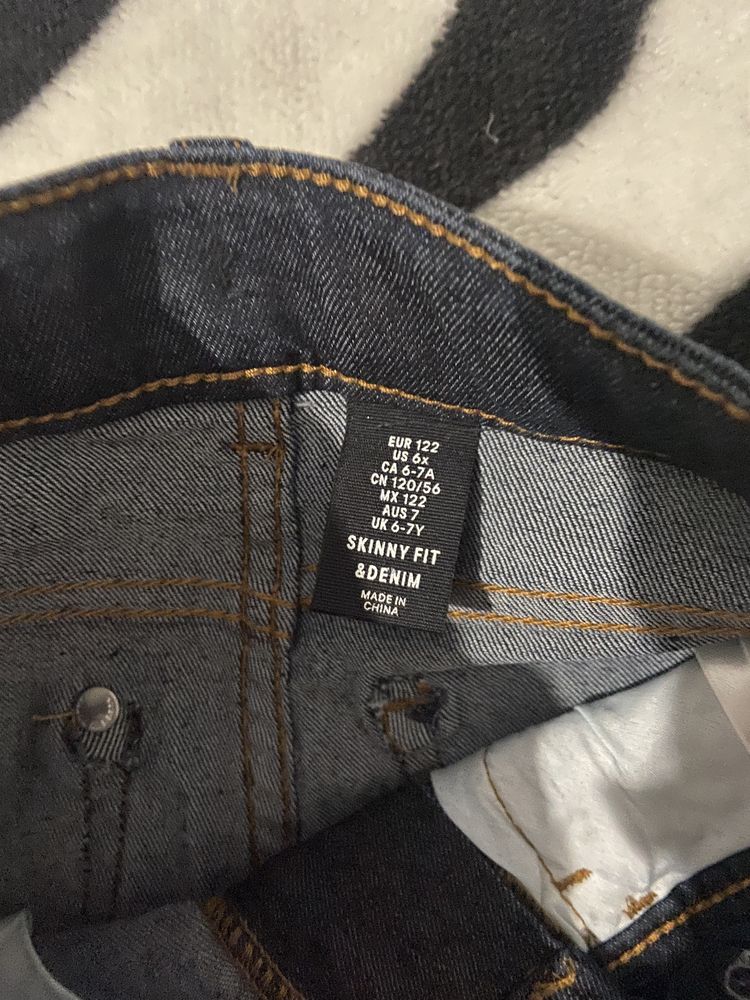 EUR 122
US 6x
CA 6-7A
CN 120/56
MX 122
AUS 7
UK 6-7Y
SKINNY FIT
&DENIM
MADE IN
CHINA